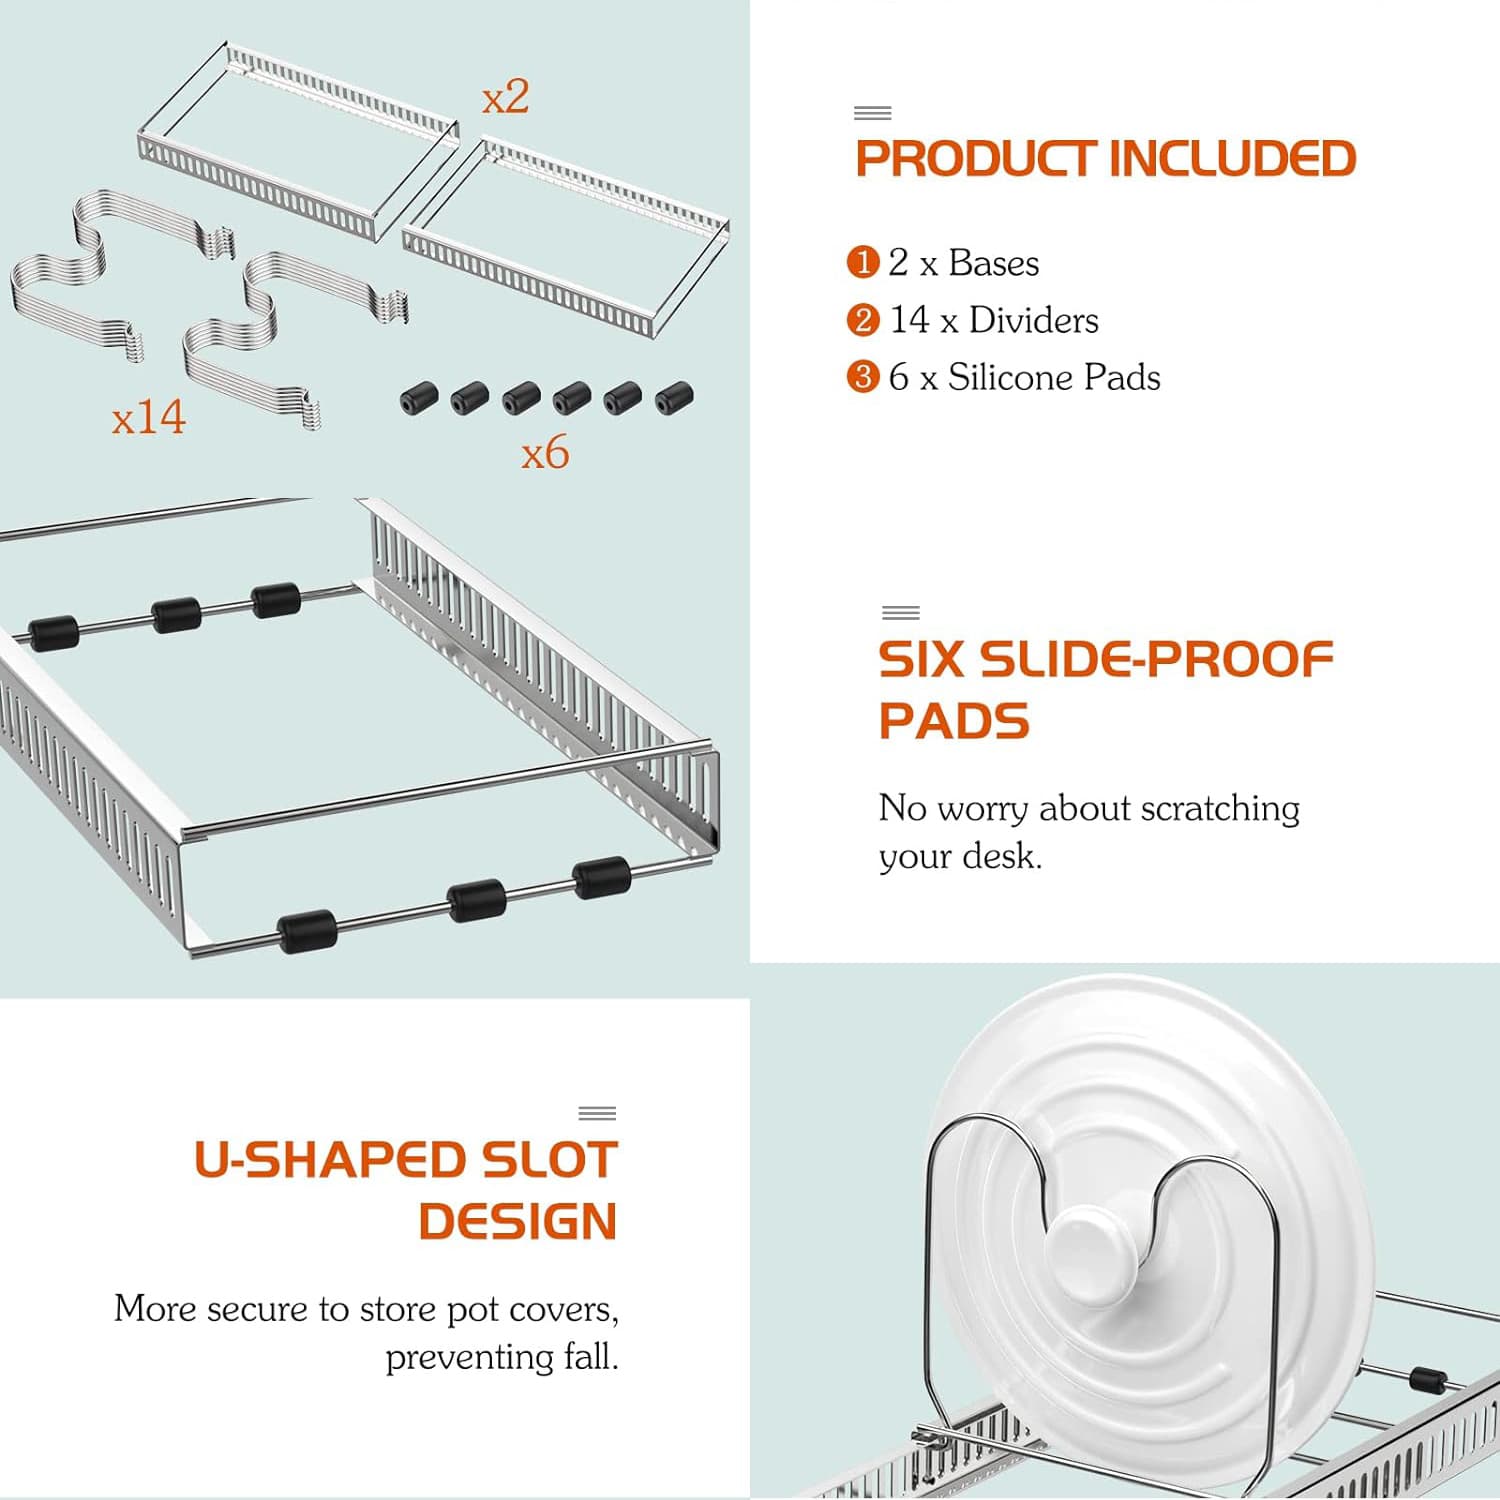 x2
x14
x6
PRODUCT INCLUDED
1 2 x Bases
2 14 x Dividers
3 6 x Silicone Pads
SIX SLIDE-PROOF
PADS
No worry about scratching
your desk.
U-SHAPED SLOT
DESIGN
More secure to store pot covers,
preventing fall.